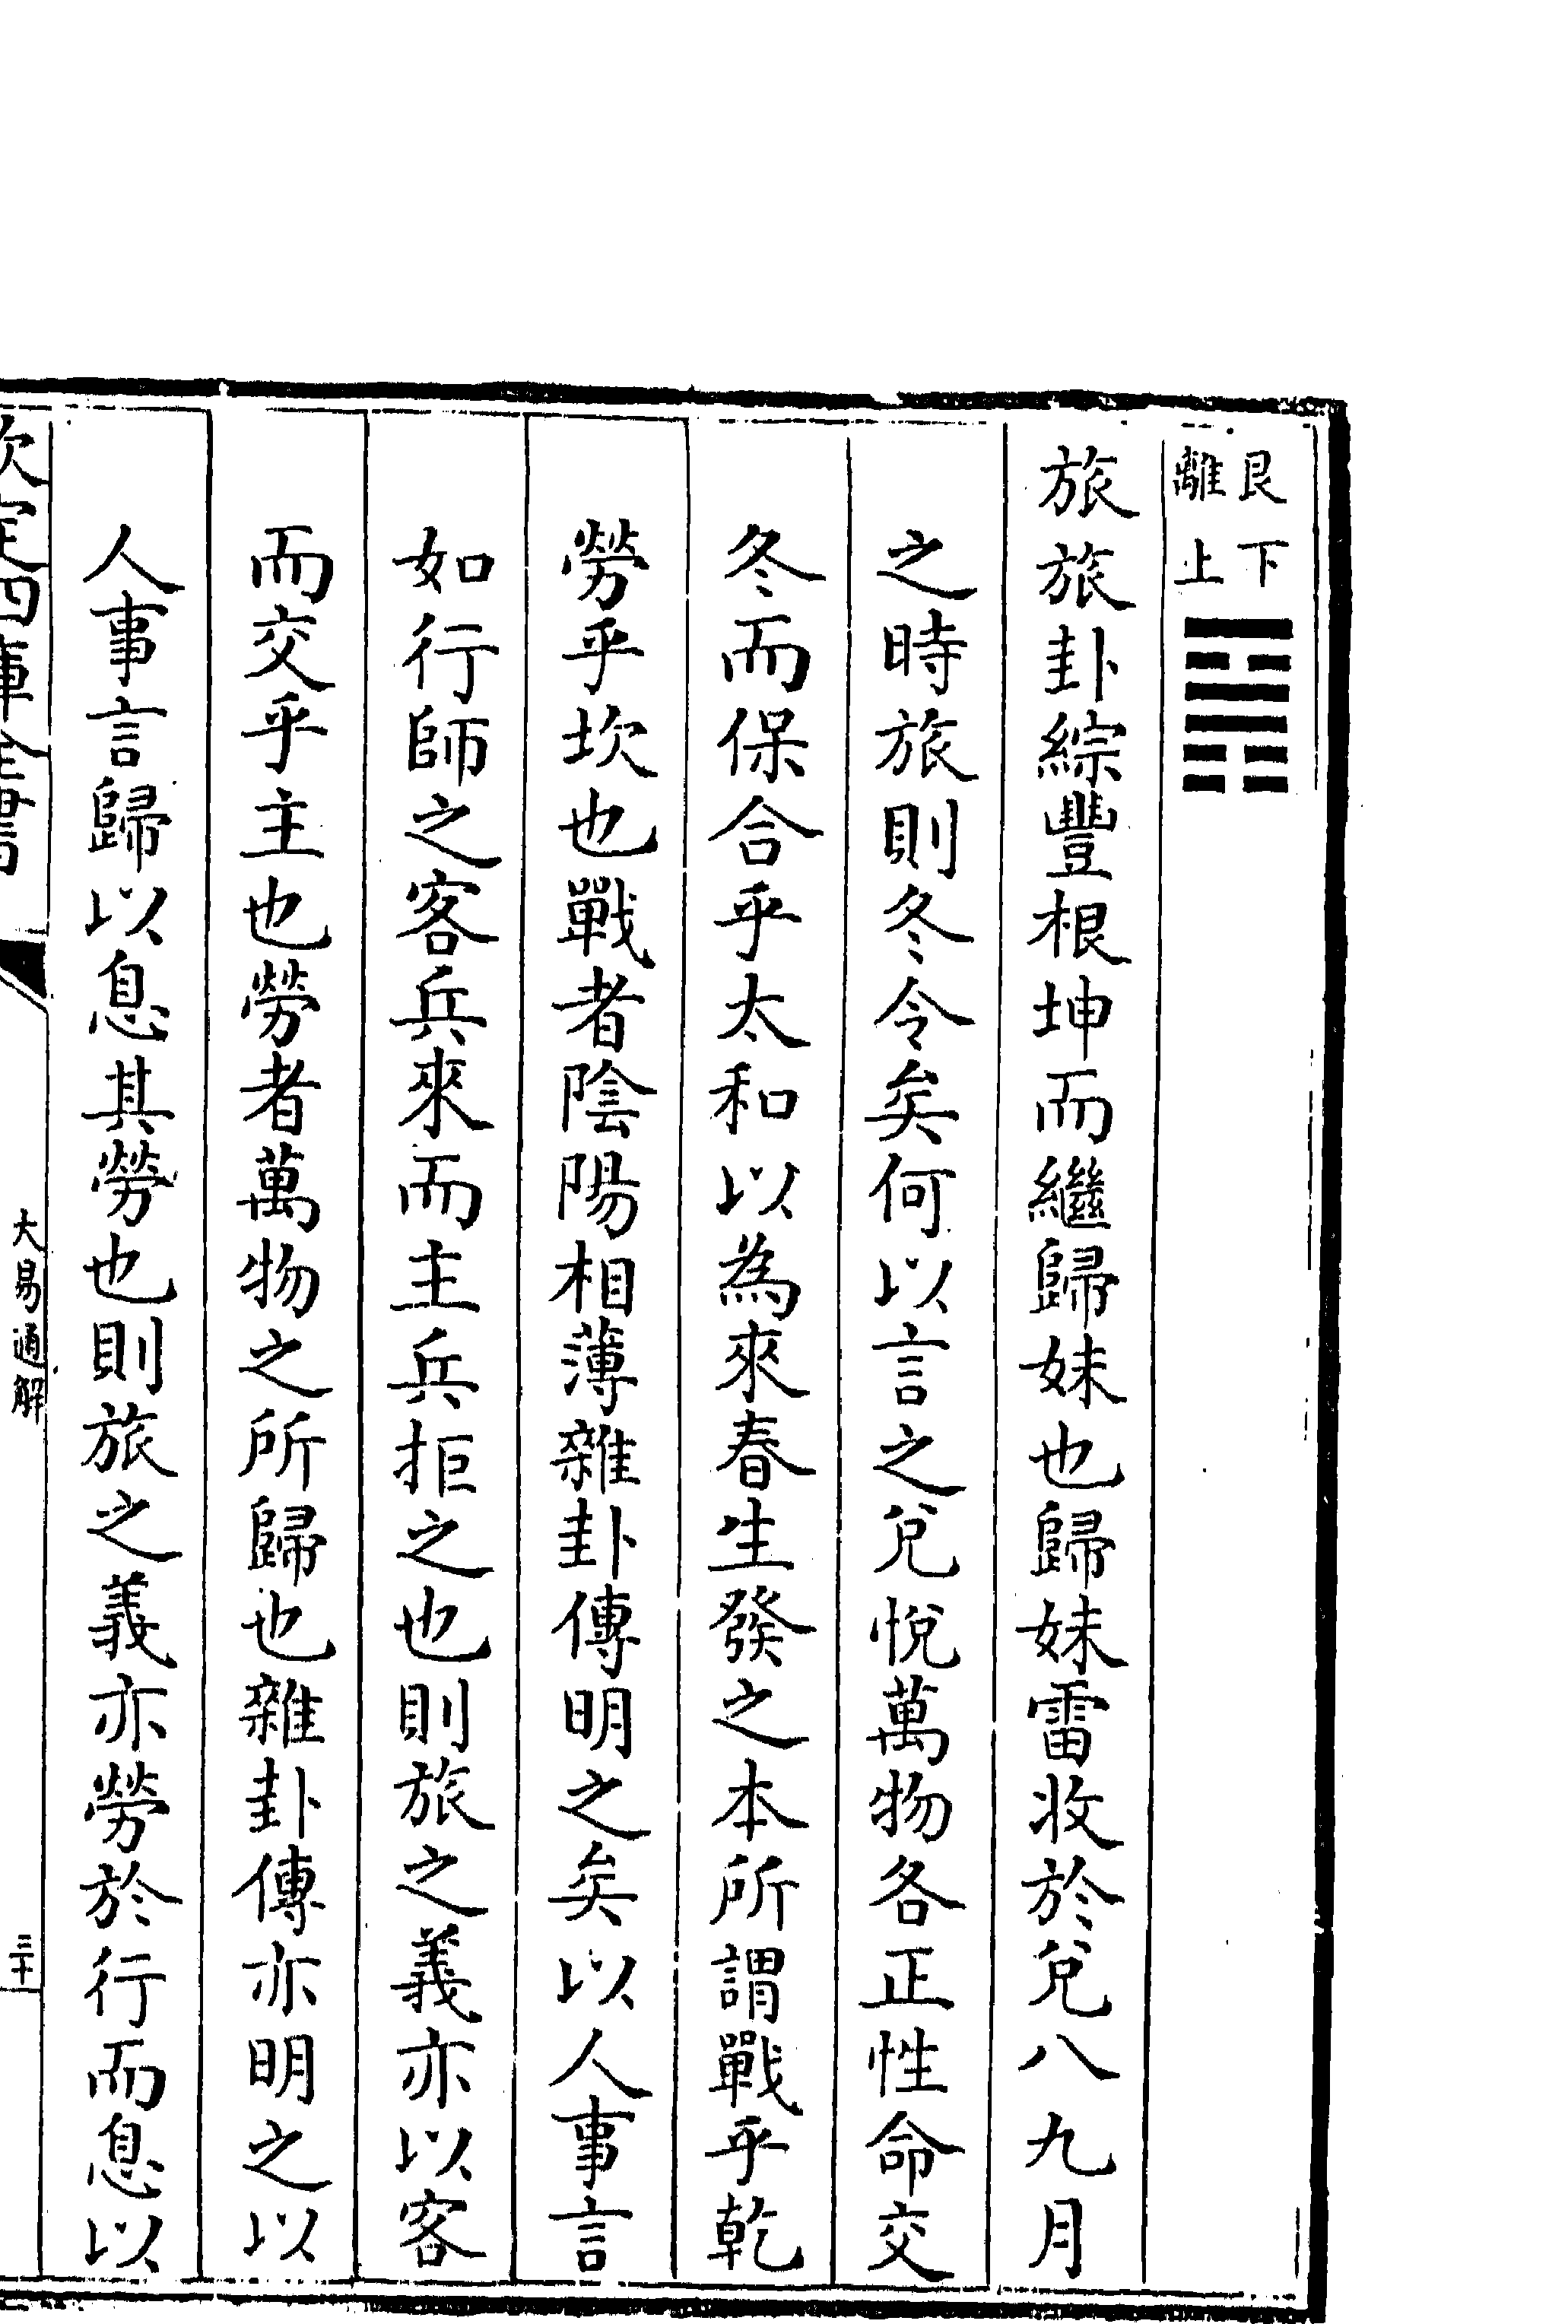 艮下
離上
旅旅卦綜豐根坤而繼歸妹也歸妹雷收於兌八九月
之時旅則冬令矣何以言之兌悅萬物各正性命交
冬而保合乎太和以為來春生發之本所謂戰乎乾
勞乎坎也戰者陰陽相薄雜卦傳明之矣以人事言
如行師之客兵來而主兵拒之也則旅之義亦以客
而交乎主也勞者萬物之所歸也雜卦傳亦明之以
人事言歸以息其勞也則旅之義亦勞於行而息以
欽定四庫全書
大易通解
三十